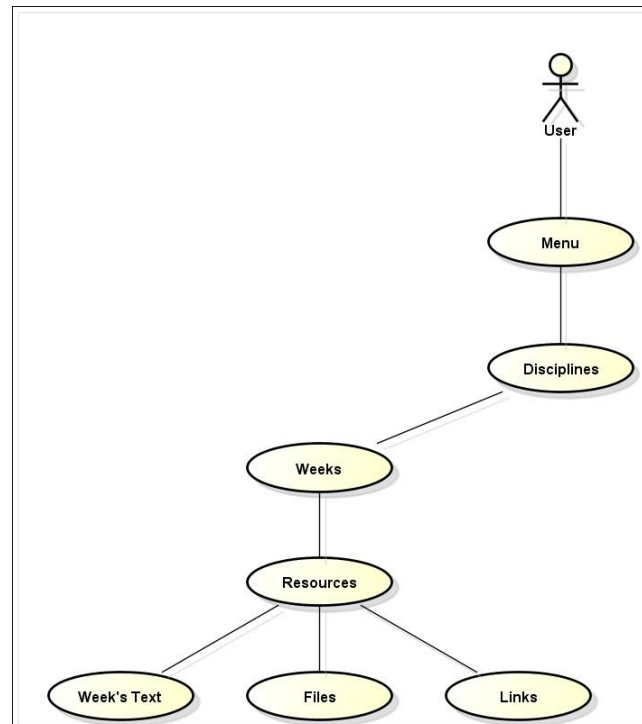 User
Menu
Disciplines
Weeks
Resources
Week's Text
Files
Links